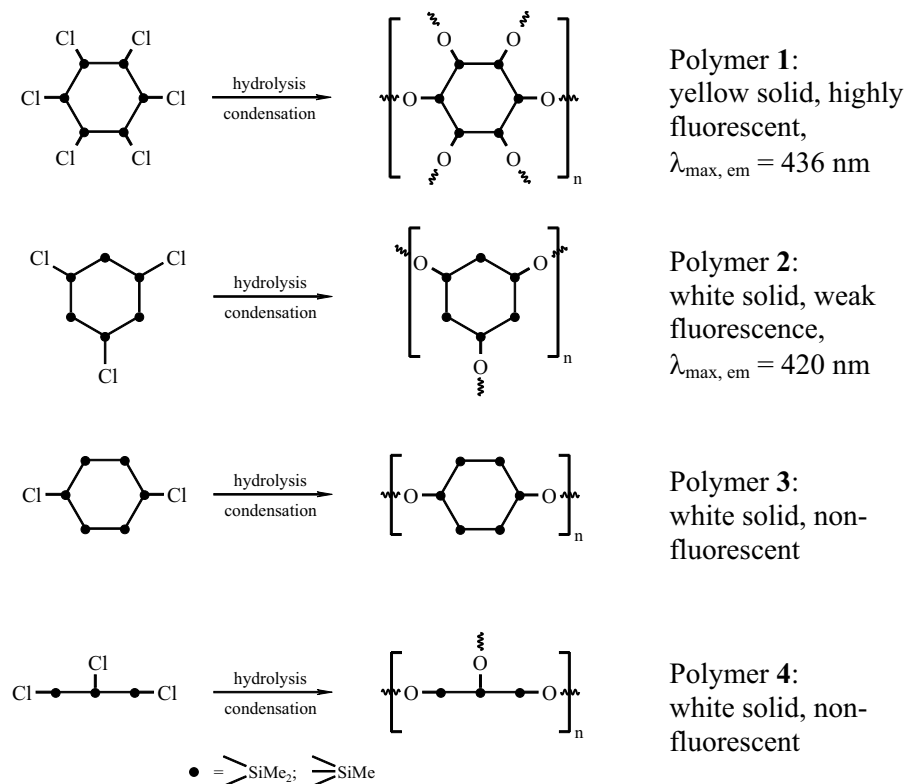 Cl Cl
Cl Cl
Cl Cl
hydrolysis
condensation
O O
O O
O O
n
Polymer 1:
yellow solid, highly
fluorescent,
λmax, em = 436 nm
Cl Cl
Cl
hydrolysis
condensation
O O
O
n
Polymer 2:
white solid, weak
fluorescence,
λmax, em = 420 nm
Cl Cl
hydrolysis
condensation
O O
n
Polymer 3:
white solid, non-
fluorescent
Cl
Cl Cl
hydrolysis
condensation
O
O O
n
Polymer 4:
white solid, non-
fluorescent
= SiMe2; SiMe